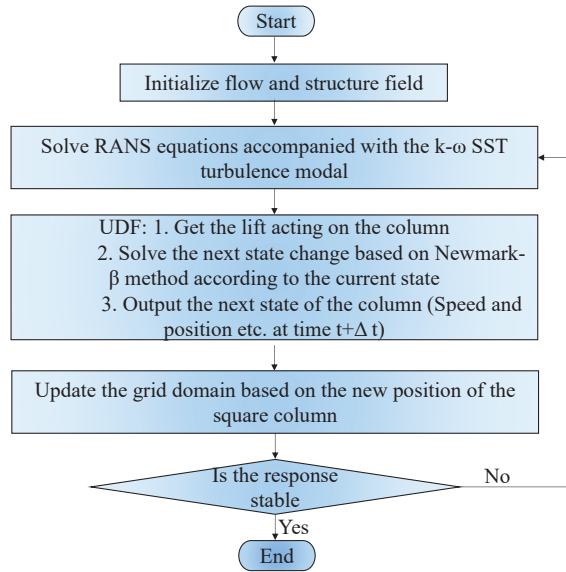 Start
Initialize flow and structure field
Solve RANS equations accompanied with the k-ω SST
turbulence modal
UDF: 1. Get the lift acting on the column
2. Solve the next state change based on Newmark-
β method according to the current state
3. Output the next state of the column (Speed and
position etc. at time t+Δ t)
Update the grid domain based on the new position of the
square column
Is the response
stable
No
Yes
End